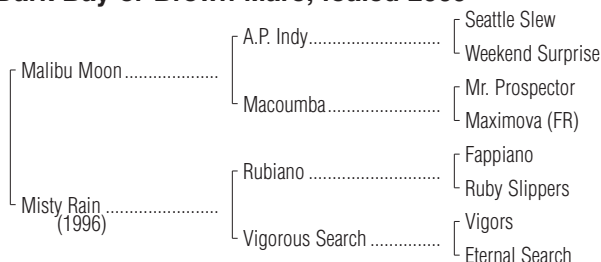 Dark Bay or Brown Mare; foaled 2009
Seattle Slew
A.P. Indy
Weekend Surprise
Malibu Moon
Mr. Prospector
Macoumba
Maximova (FR)
Fappiano
Rubiano
Ruby Slippers
Misty Rain
(1996)
Vigors
Vigorous Search
Eternal Search